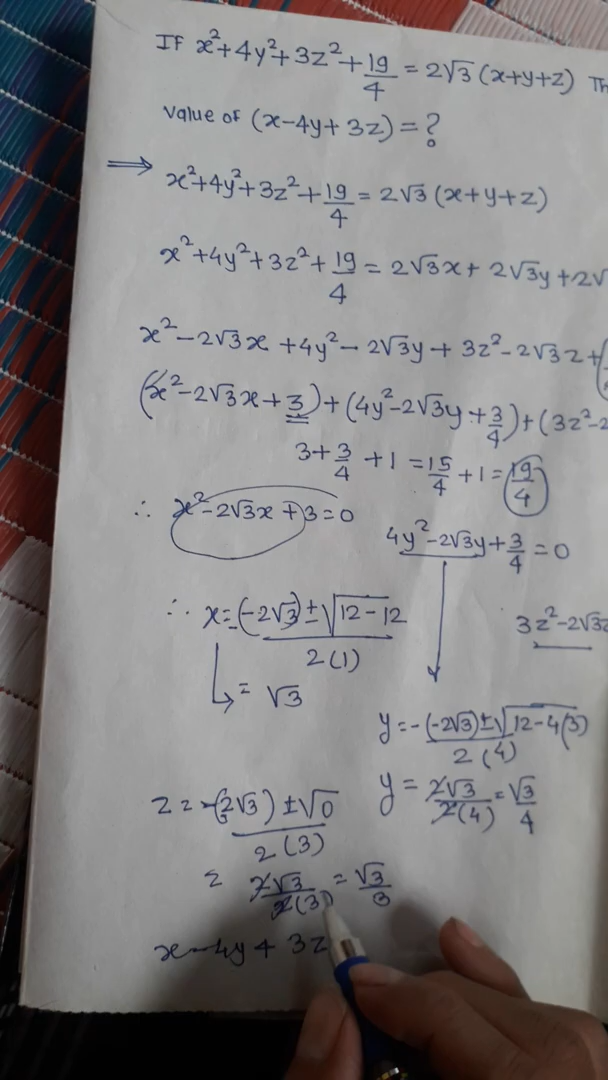 If x²+4y²+3z²+19/4 = 2√3(x+y+z)
Value of (x-4y+3z)=?
⟹ x²+4y²+3z²+19/4 = 2√3(x+y+z)
x²+4y²+3z²+19/4 = 2√3x+2√3y+2√
x²-2√3x+4y²-2√3y+3z²-2√3z+(
(x²-2√3x+3)+(4y²-2√3y+3/4)+(3z²-2
3+3/4+1=15/4+1=19/4
∴ x²-2√3x+3=0
4y²-2√3y+3/4=0
3z²-2√3z
∴ x=(-2√3)±√12-12/2(1)
= √3
y=-(-2√3)±√12-4(3)/2(4)
y=2√3/2(4)=√3/4
z=-(2√3)±√0/2(3)
= 2√3/2(3)=√3/3
x-4y+3z